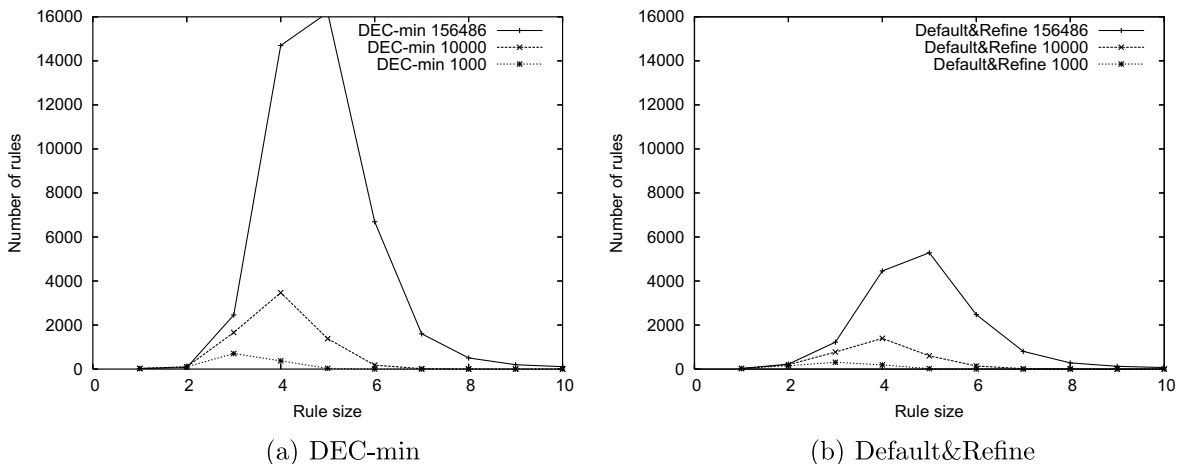 16000
14000
12000
10000
8000
6000
4000
2000
0
Number of rules
DEC-min 156486
DEC-min 10000
DEC-min 1000
0 2 4 6 8 10
Rule size
(a) DEC-min
16000
14000
12000
10000
8000
6000
4000
2000
0
Number of rules
Default&Refine 156486
Default&Refine 10000
Default&Refine 1000
0 2 4 6 8 10
Rule size
(b) Default&Refine